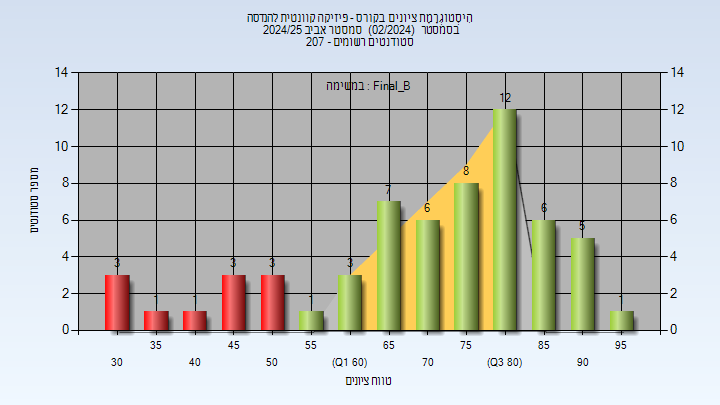 היסטוגרמת ציונים בקורס - פיזיקה קוונטית להנדסה
בסמסטר (02/2024) סמסטר אביב 2024/25
סטודנטים רשומים - 207
במשימה : Final_B
14 14
12 12 12
10 10
8 8 8
7
6 6 6 6
5
4 4
3 3 3 3
2 2
1 1 1 1
0 0
מספר סטודנטים
35 45 55 65 75 85 95
30 40 50 (Q1 60) 70 (Q3 80) 90
טווח ציונים